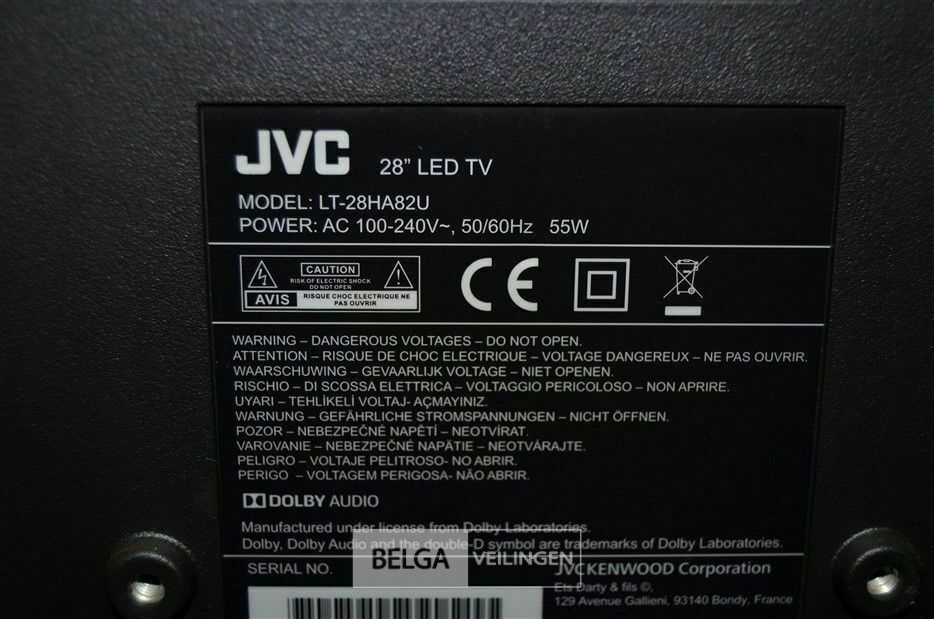 JVC 28” LED TV
MODEL: LT-28HA82U
POWER: AC 100-240V~, 50/60Hz 55W
CAUTION
RISK OF ELECTRIC SHOCK
DO NOT OPEN
AVIS RISQUE CHOC ELECTRIQUE NE
PAS OUVRIR
CE
WARNING – DANGEROUS VOLTAGES – DO NOT OPEN.
ATTENTION – RISQUE DE CHOC ELECTRIQUE – VOLTAGE DANGEREUX – NE PAS OUVRIR.
WAARSCHUWING – GEVAARLIJK VOLTAGE – NIET OPENEN.
RISCHIO – DI SCOSSA ELETTRICA – VOLTAGGIO PERICOLOSO – NON APRIRE.
UYARI – TEHLİKELİ VOLTAJ- AÇMAYINIZ.
WARNUNG – GEFÄHRLICHE STROMSPANNUNGEN – NICHT ÖFFNEN.
POZOR – NEBEZPEČNÉ NAPĚTÍ – NEOTVÍRAT.
VAROVANIE – NEBEZPEČNÉ NAPÄTIE – NEOTVÁRAJTE.
PELIGRO – VOLTAJE PELITROSO- NO ABRIR.
PERIGO – VOLTAGEM PERIGOSA- NÃO ABRIR.
DOLBY AUDIO
Manufactured under license from Dolby Laboratories.
Dolby, Dolby Audio and the double-D symbol are trademarks of Dolby Laboratories.
BELGA VEILINGEN
SERIAL NO. JVCKENWOOD Corporation
Ets Darty & fils ©,
129 Avenue Gallieni, 93140 Bondy, France